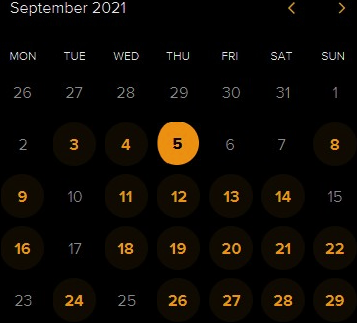 September 2021
MON TUE WED THU FRI SAT SUN
26 27 28 29 30 31 1
2 3 4 5 6 7 8
9 10 11 12 13 14 15
16 17 18 19 20 21 22
23 24 25 26 27 28 29